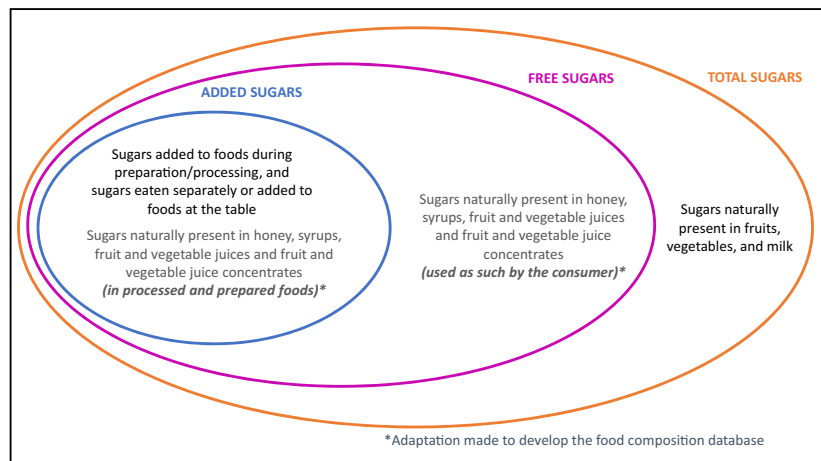 TOTAL SUGARS
FREE SUGARS
ADDED SUGARS
Sugars added to foods during
preparation/processing, and
sugars eaten separately or added to
foods at the table
Sugars naturally present in honey, syrups,
fruit and vegetable juices and fruit and
vegetable juice concentrates
(in processed and prepared foods)*
Sugars naturally present in honey,
syrups, fruit and vegetable juices
and fruit and vegetable juice
concentrates
(used as such by the consumer)*
Sugars naturally
present in fruits,
vegetables, and milk
*Adaptation made to develop the food composition database